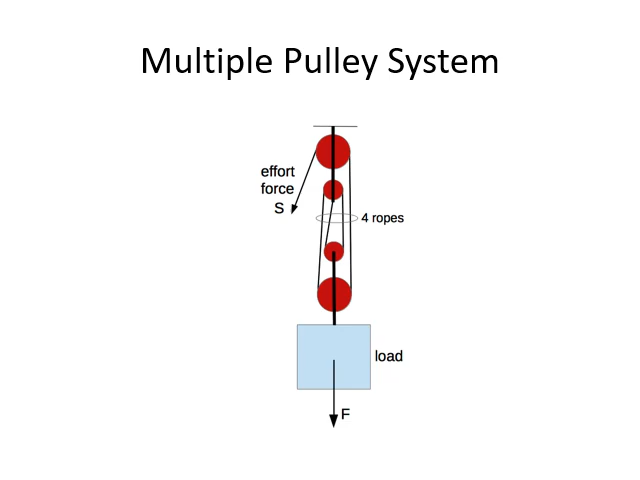 Multiple Pulley System
effort
force
S
4 ropes
load
F